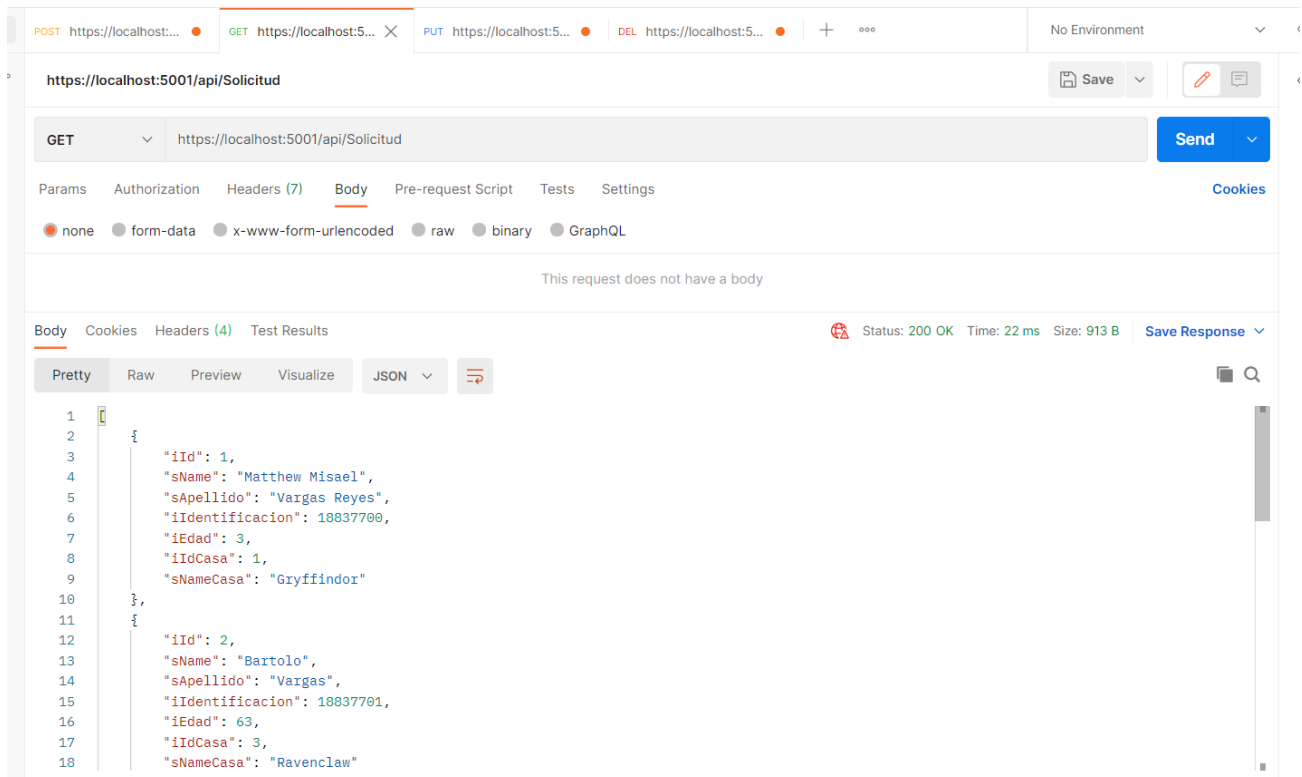 POST https://localhost:... GET https://localhost:5... PUT https://localhost:5... DEL https://localhost:5... No Environment
https://localhost:5001/api/Solicitud Save
GET https://localhost:5001/api/Solicitud Send
Params Authorization Headers (7) Body Pre-request Script Tests Settings Cookies
none form-data x-www-form-urlencoded raw binary GraphQL
This request does not have a body
Body Cookies Headers (4) Test Results Status: 200 OK Time: 22 ms Size: 913 B Save Response
Pretty Raw Preview Visualize JSON
1 [
2 {
3 "iId": 1,
4 "sName": "Matthew Misael",
5 "sApellido": "Vargas Reyes",
6 "iIdentificacion": 18837700,
7 "iEdad": 3,
8 "iIdCasa": 1,
9 "sNameCasa": "Gryffindor"
10 },
11 {
12 "iId": 2,
13 "sName": "Bartolo",
14 "sApellido": "Vargas",
15 "iIdentificacion": 18837701,
16 "iEdad": 63,
17 "iIdCasa": 3,
18 "sNameCasa": "Ravenclaw"